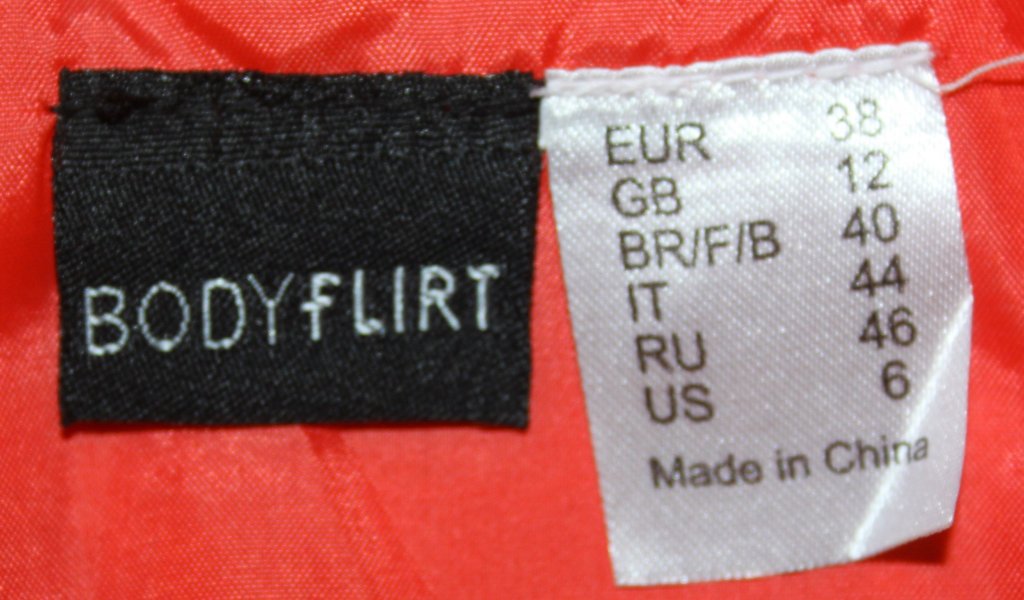 BODYFLIRT
EUR 38
GB 12
BR/F/B 40
IT 44
RU 46
US 6
Made in China